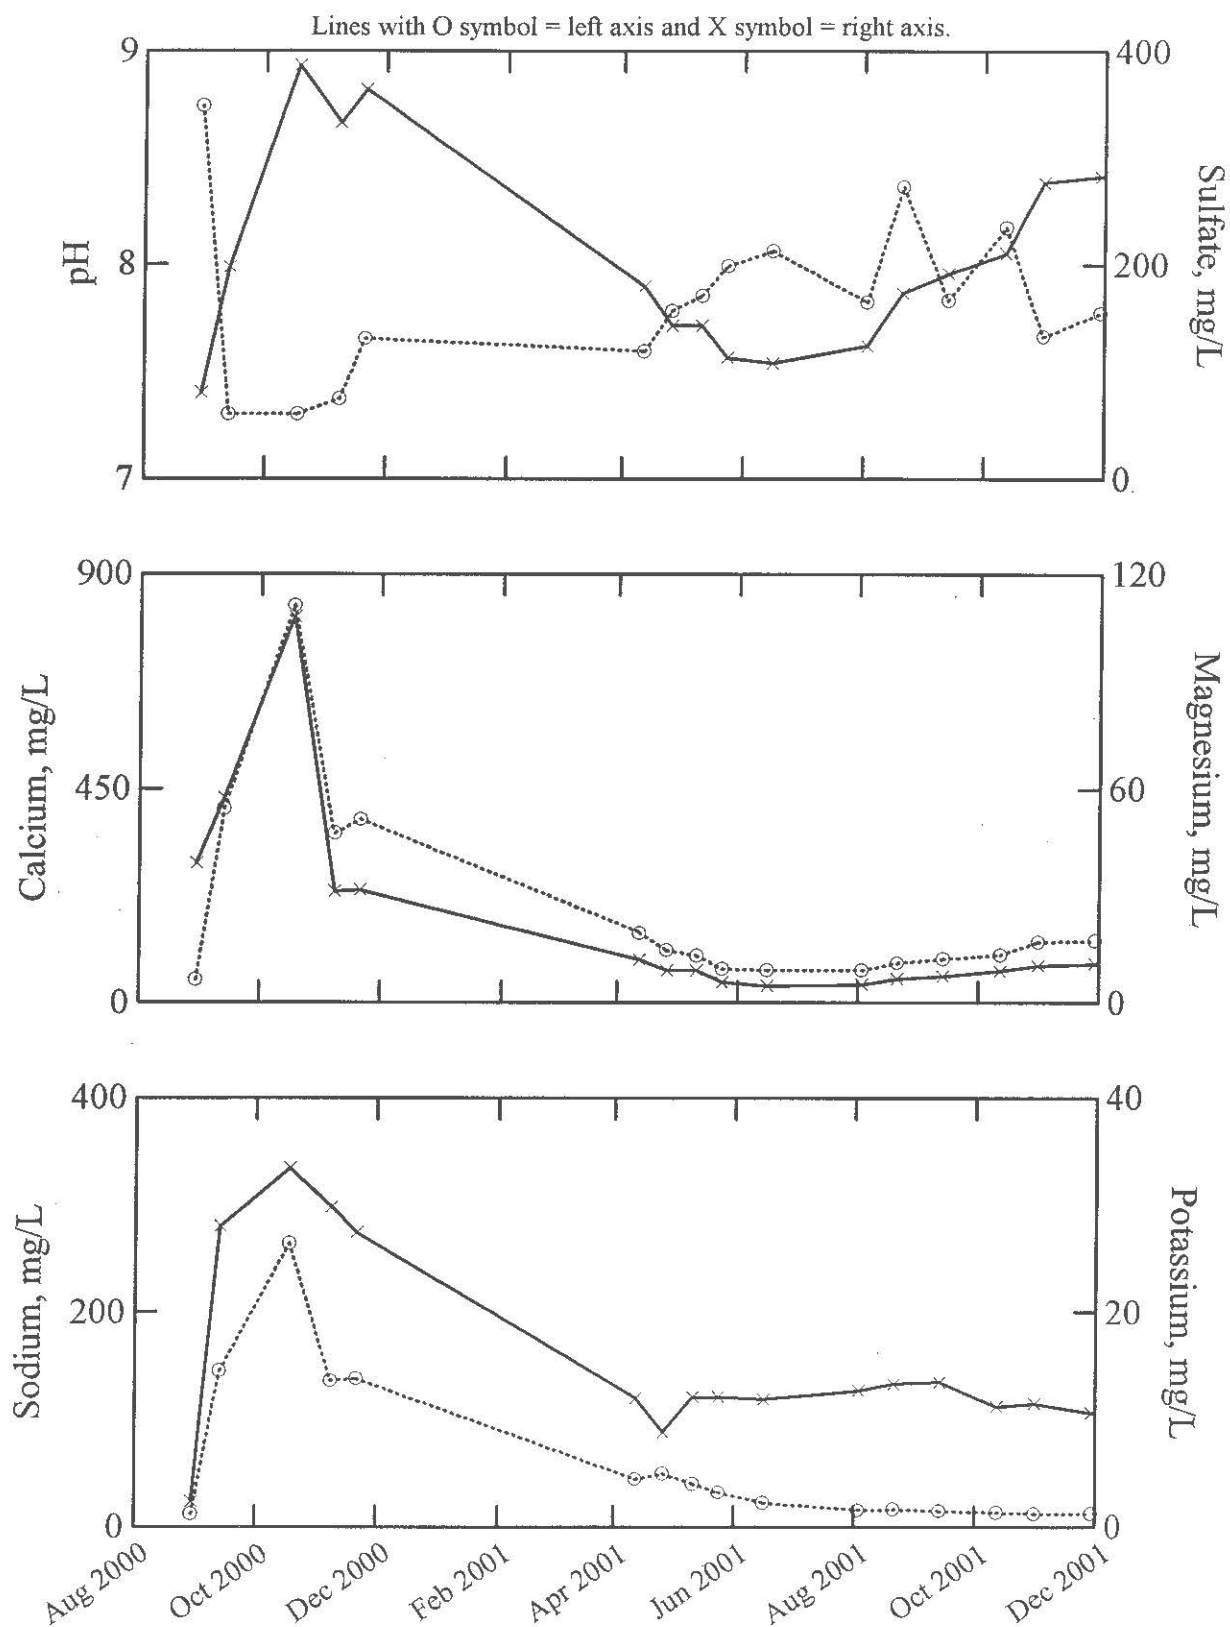 Lines with O symbol = left axis and X symbol = right axis.
9
400
pH
8
200
Sulfate, mg/L
7
0
900
120
Calcium, mg/L
450
60
Magnesium, mg/L
0
0
400
40
Sodium, mg/L
200
20
Potassium, mg/L
0
0
Aug 2000
Oct 2000
Dec 2000
Feb 2001
Apr 2001
Jun 2001
Aug 2001
Oct 2001
Dec 2001